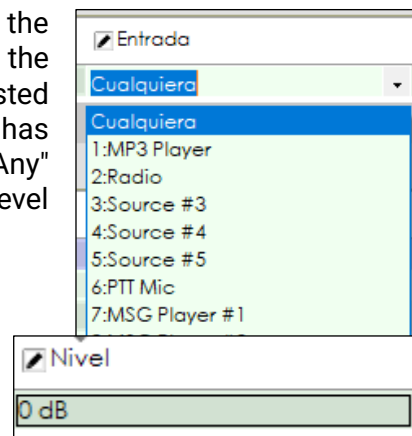 the
the
sted
has
Any"
evel
Entrada
Cualquiera
Cualquiera
1:MP3 Player
2:Radio
3:Source #3
4:Source #4
5:Source #5
6:PTT Mic
7:MSG Player #1
Nivel
0 dB